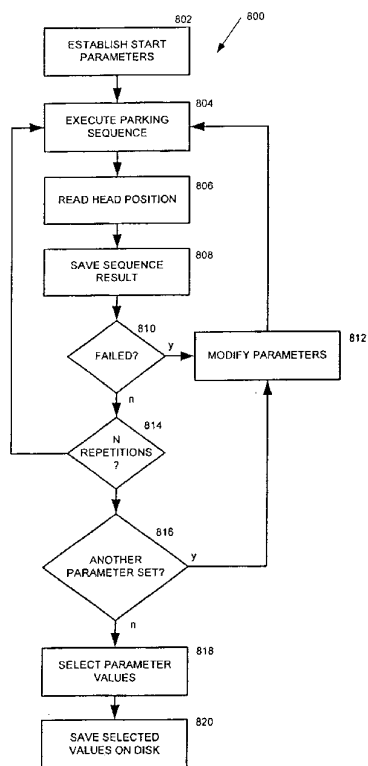 802
800
ESTABLISH START
PARAMETERS
804
EXECUTE PARKING
SEQUENCE
806
READ HEAD POSITION
808
SAVE SEQUENCE
RESULT
810
FAILED?
y
812
MODIFY PARAMETERS
n
814
N
REPETITIONS
?
816
ANOTHER
PARAMETER SET?
y
n
818
SELECT PARAMETER
VALUES
820
SAVE SELECTED
VALUES ON DISK